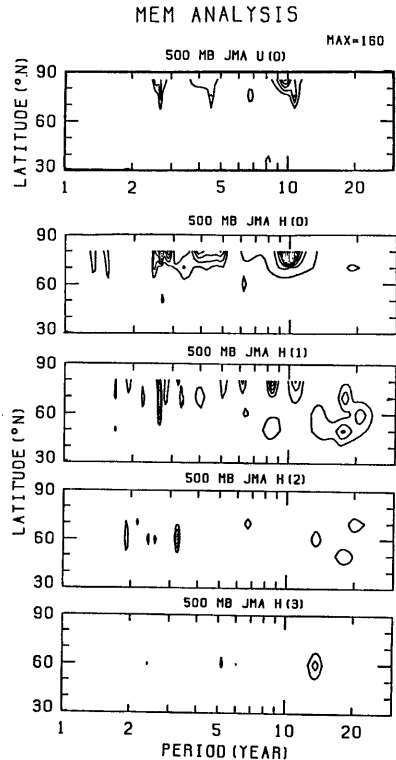 MEM ANALYSIS
MAX=160
500 MB JMA U(0)
LATITUDE(°N)
90
60
30
1 2 5 10 20
500 MB JMA H(0)
90
60
30
500 MB JMA H(1)
90
60
30
LATITUDE(°N)
500 MB JMA H(2)
90
60
30
500 MB JMA H(3)
90
60
30
1 2 5 10 20
PERIOD(YEAR)